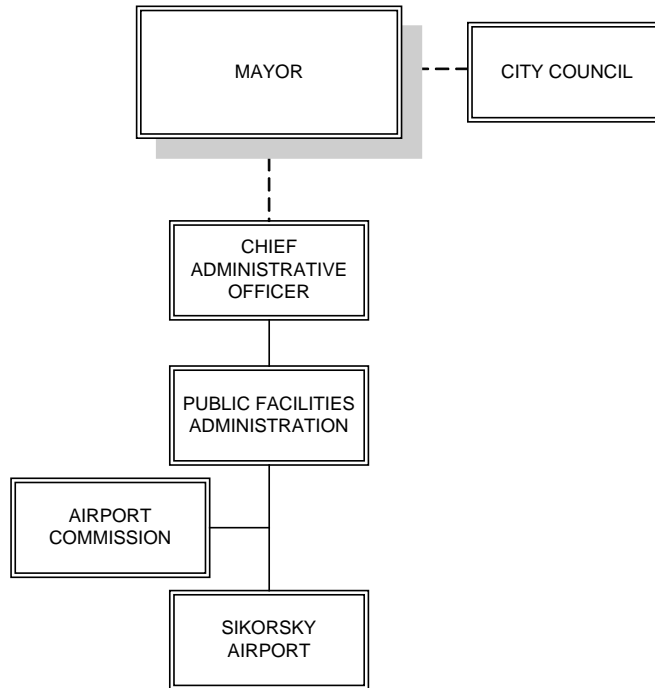 MAYOR
CITY COUNCIL
CHIEF
ADMINISTRATIVE
OFFICER
PUBLIC FACILITIES
ADMINISTRATION
AIRPORT
COMMISSION
SIKORSKY
AIRPORT